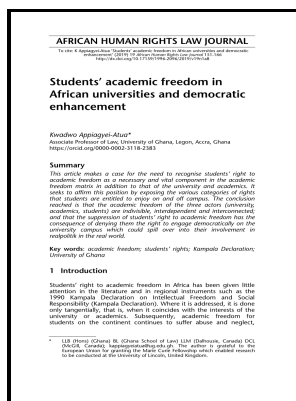 AFRICAN HUMAN RIGHTS LAW JOURNAL
To cite: K Appiagyei-Atua 'Students' academic freedom in African universities and democratic
enhancement' (2019) 19 African Human Rights Law Journal 151-166
http://dx.doi.org/10.17159/1996-2096/2019/v19n1a8
Students' academic freedom in
African universities and democratic
enhancement
Kwadwo Appiagyei-Atua*
Associate Professor of Law, University of Ghana, Legon, Accra, Ghana
https://orcid.org/0000-0002-3118-2383
Summary
This article makes a case for the need to recognise students' right to
academic freedom as a necessary and vital component in the academic
freedom matrix in addition to that of the university and academics. It
seeks to affirm this position by exposing the various categories of rights
that students are entitled to enjoy on and off campus. The conclusion
reached is that the academic freedom of the three actors (university,
academics, students) are indivisible, interdependent and interconnected;
and that the suppression of students' right to academic freedom has the
consequence of denying them the right to engage democratically on the
university campus which could spill over into their involvement in
realpolitik in the real world.
Key words: academic freedom; students' rights; Kampala Declaration;
University of Ghana
1 Introduction
Students' right to academic freedom in Africa has been given little
attention in the literature and in regional instruments such as the
1990 Kampala Declaration on Intellectual Freedom and Social
Responsibility (Kampala Declaration). Where it is addressed, it is done
only tangentially, that is, when it coincides with the interests of the
university or academics. Subsequently, academic freedom for
students on the continent continues to suffer abuse and neglect,
* LLB (Hons) (Ghana) BL (Ghana School of Law) LLM (Dalhousie, Canada) DCL
(McGill, Canada); kappiagyeiatua@ug.edu.gh. The author is grateful to the
European Union for granting the Marie Curie Fellowship which enabled research
to be conducted at the University of Lincoln, United Kingdom.